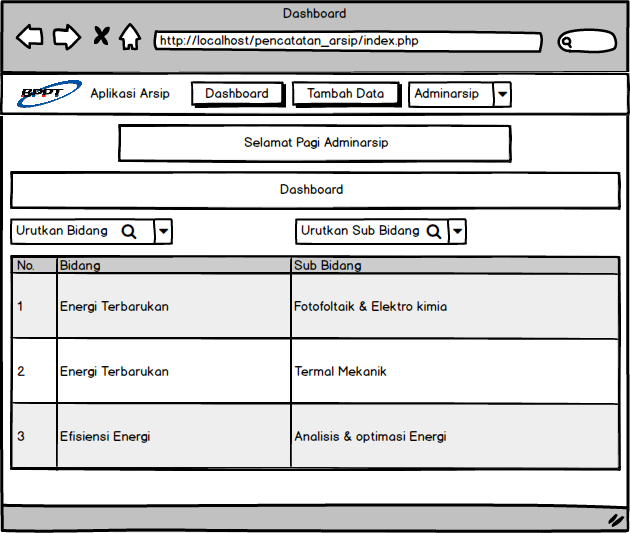 Dashboard
http://localhost/pencatatan_arsip/index.php
BPPT Aplikasi Arsip Dashboard Tambah Data Adminarsip
Selamat Pagi Adminarsip
Dashboard
Urutkan Bidang Urutkan Sub Bidang
No. Bidang Sub Bidang
1 Energi Terbarukan Fotofoltaik & Elektro kimia
2 Energi Terbarukan Termal Mekanik
3 Efisiensi Energi Analisis & optimasi Energi